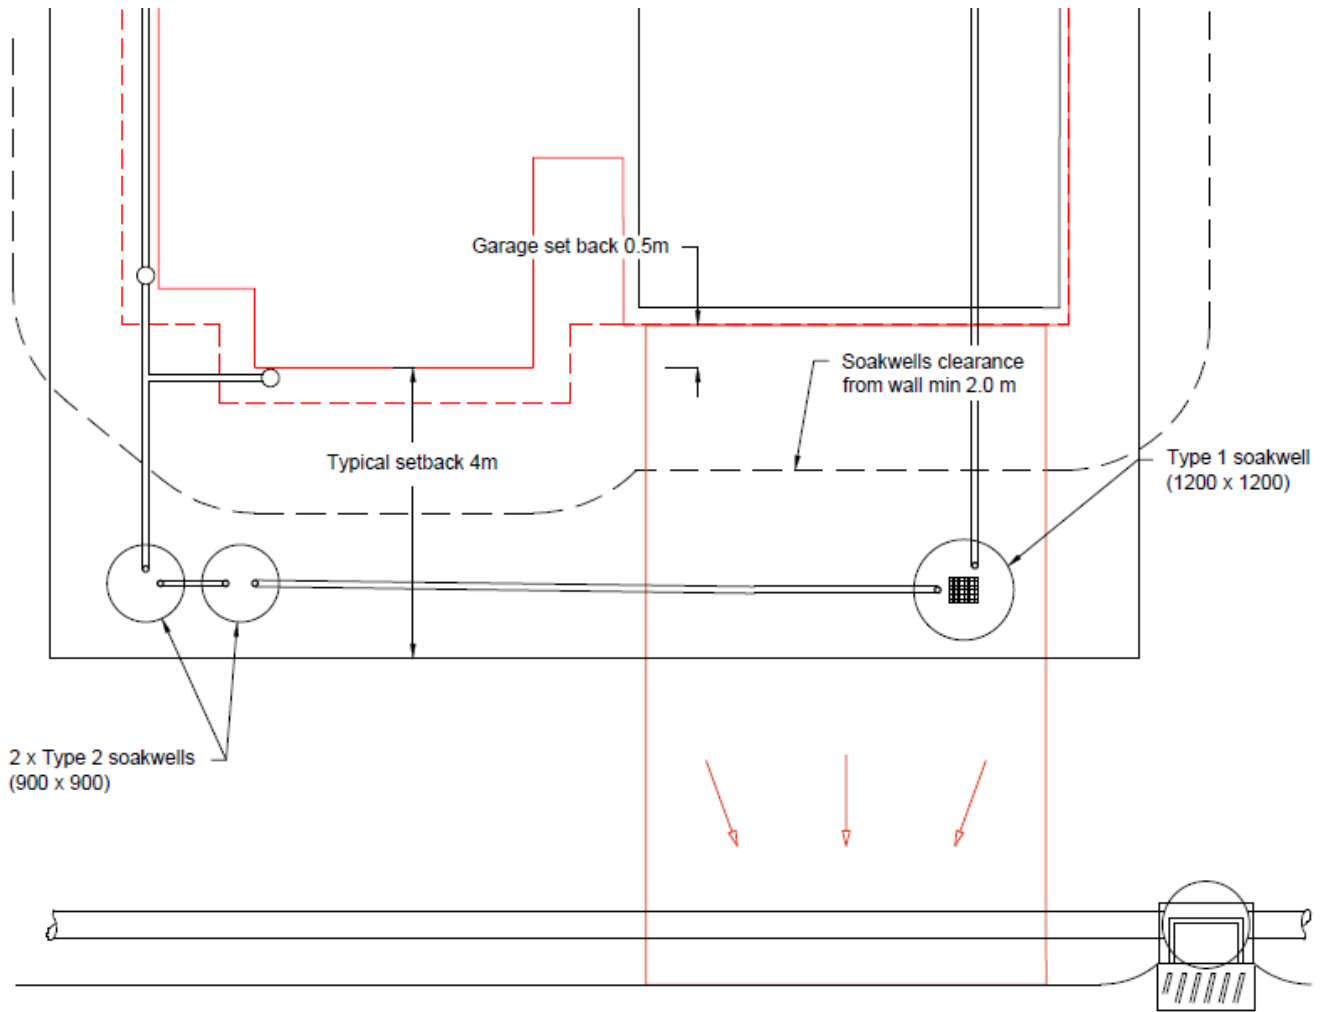 Garage set back 0.5m
Soakwells clearance
from wall min 2.0 m
Typical setback 4m
Type 1 soakwell
(1200 x 1200)
2 x Type 2 soakwells
(900 x 900)